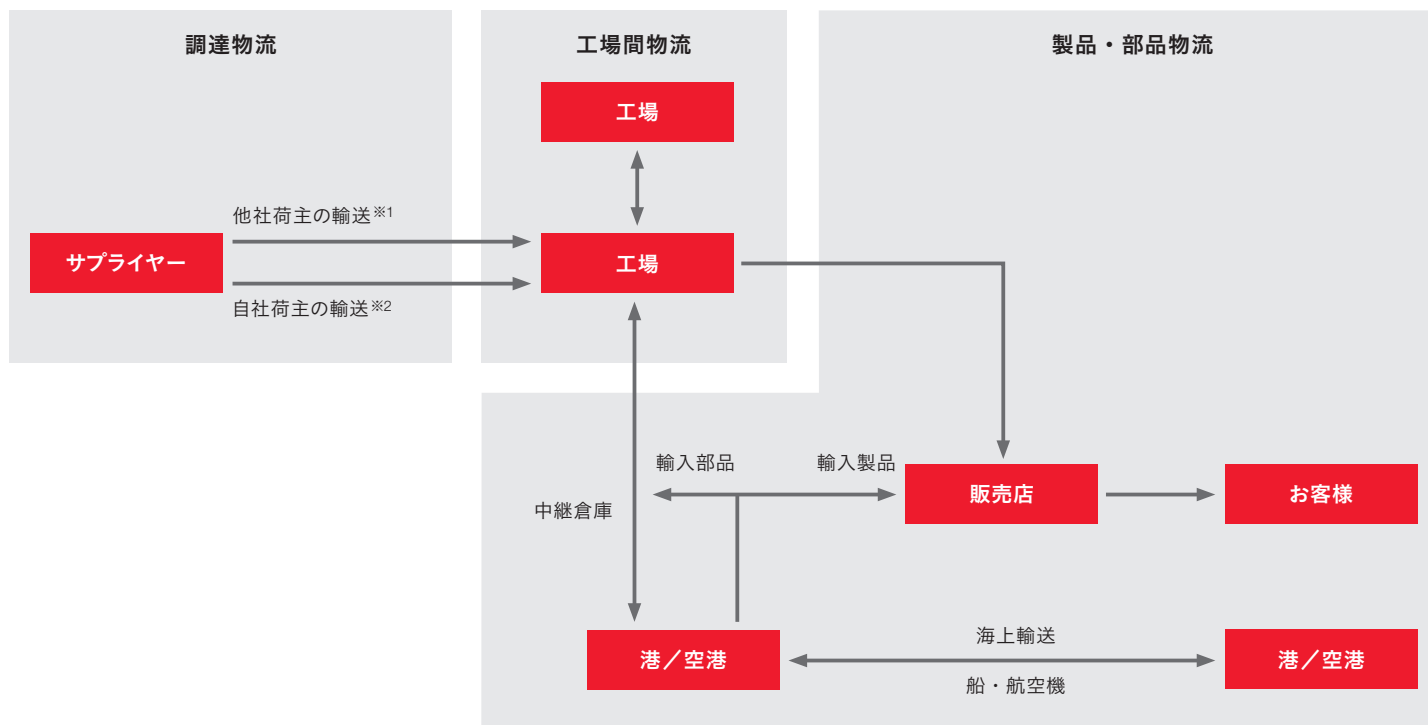 調達物流
工場間物流
製品・部品物流
工場
他社荷主の輸送※1
サプライヤー
工場
自社荷主の輸送※2
輸入部品
輸入製品
中継倉庫
販売店
お客様
港／空港
海上輸送
船・航空機
港／空港